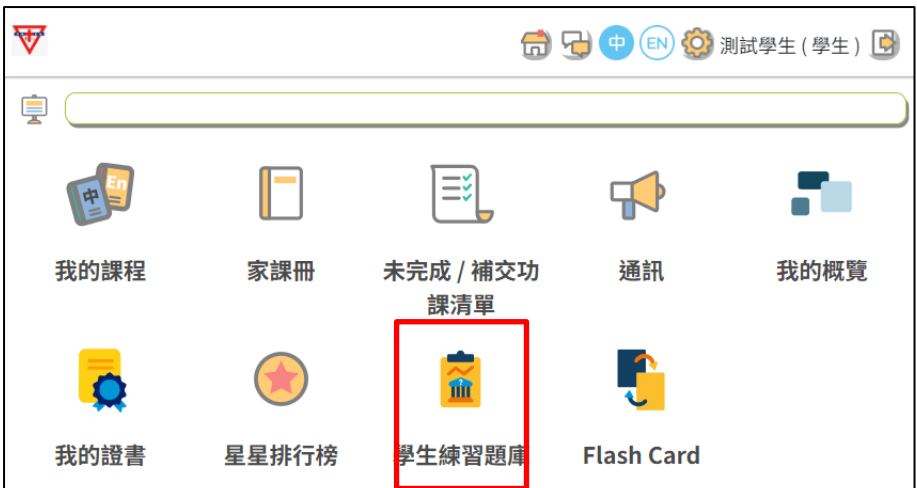 中 EN 測試學生 ( 學生 )
中 En
我的課程 家課冊 未完成 / 補交功 通訊 我的概覽
課清單
我的證書 星星排行榜 學生練習題庫 Flash Card